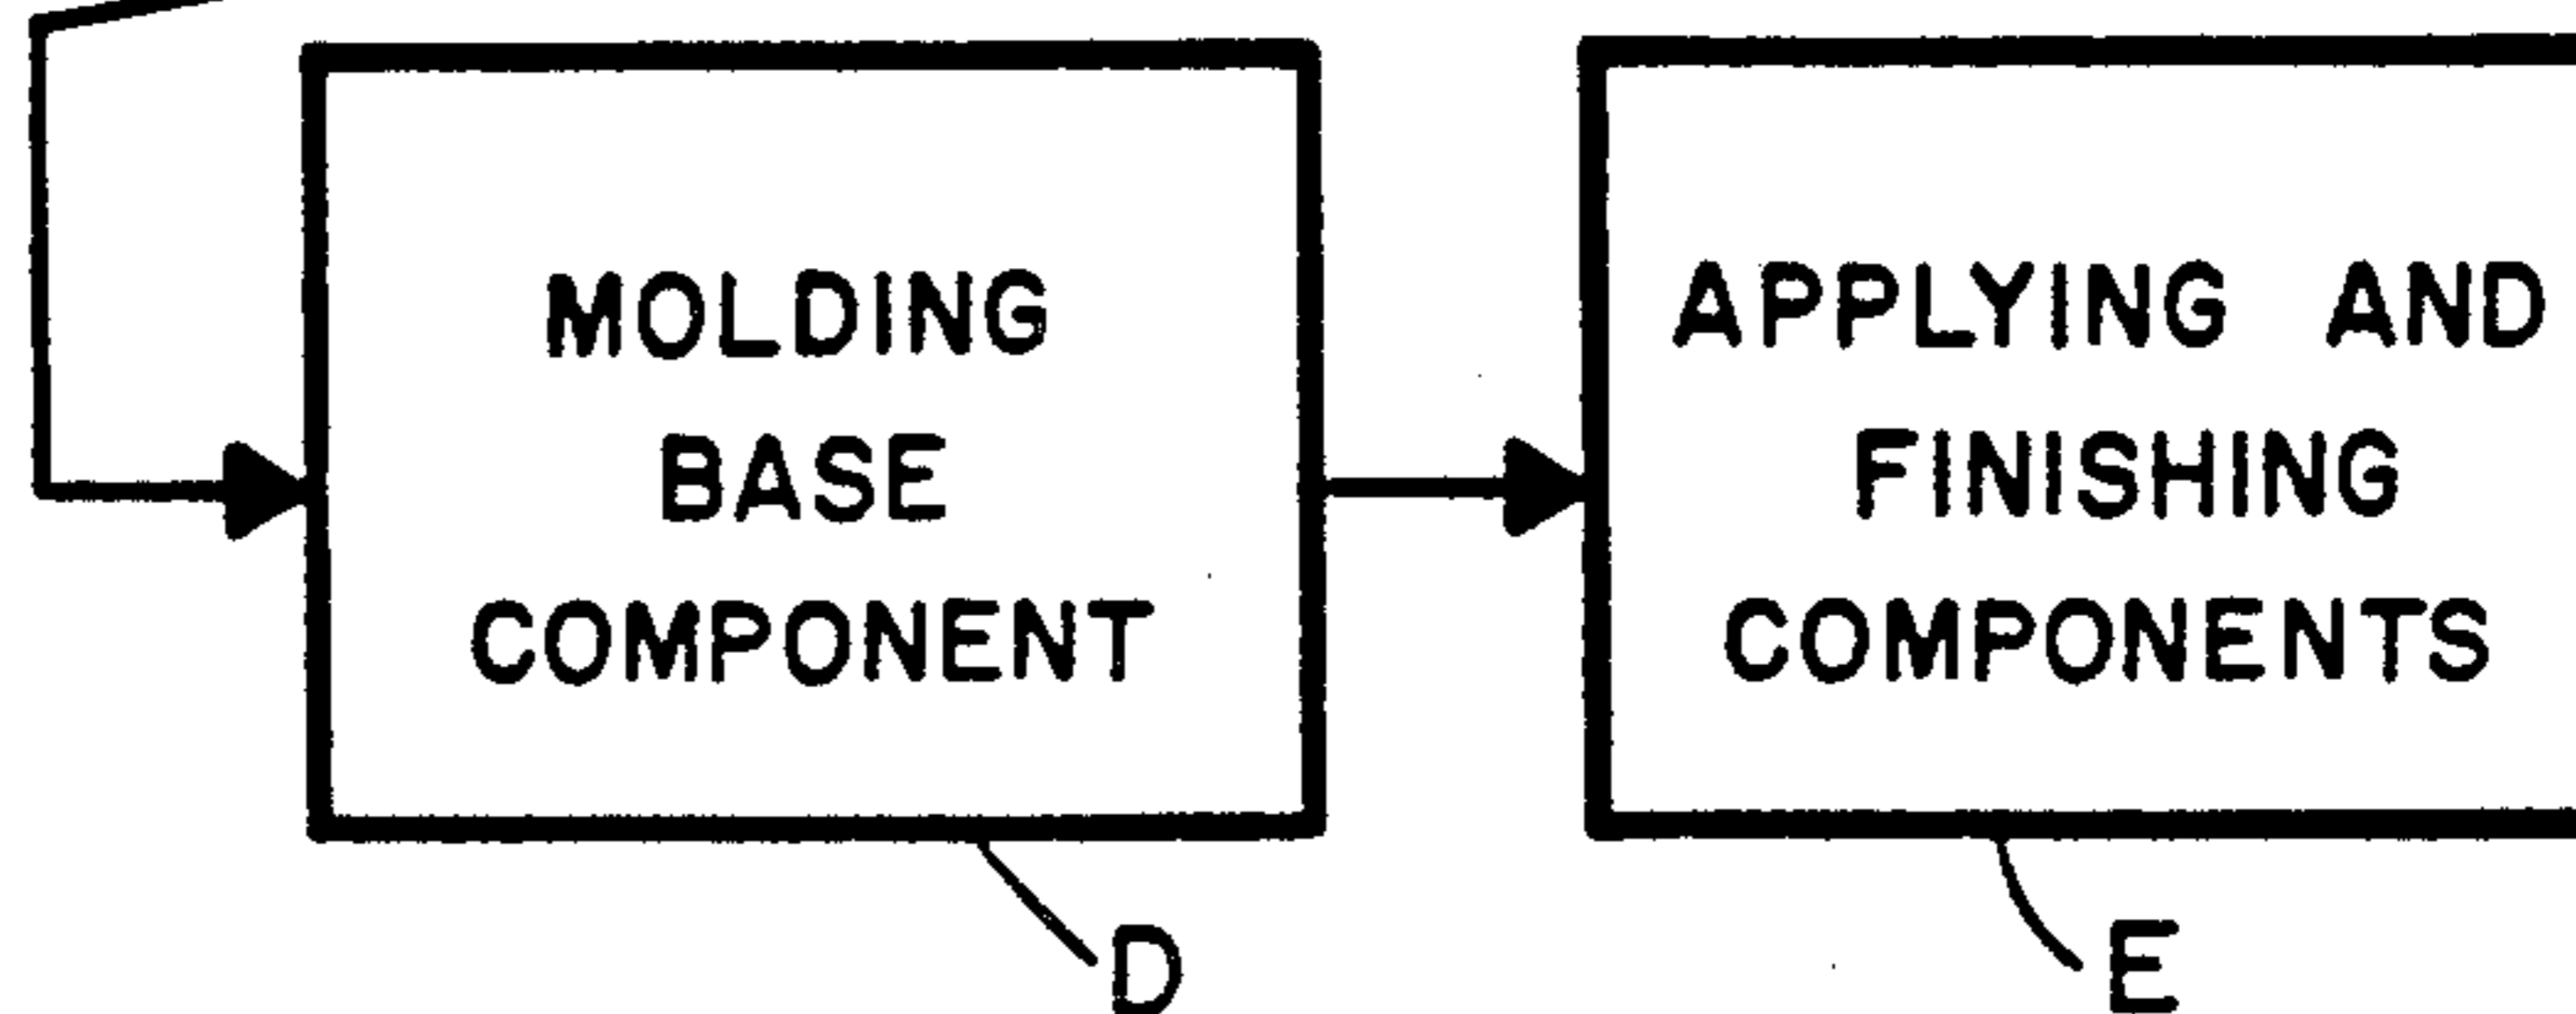 MOLDING
BASE
COMPONENT
APPLYING AND
FINISHING
COMPONENTS
D
E